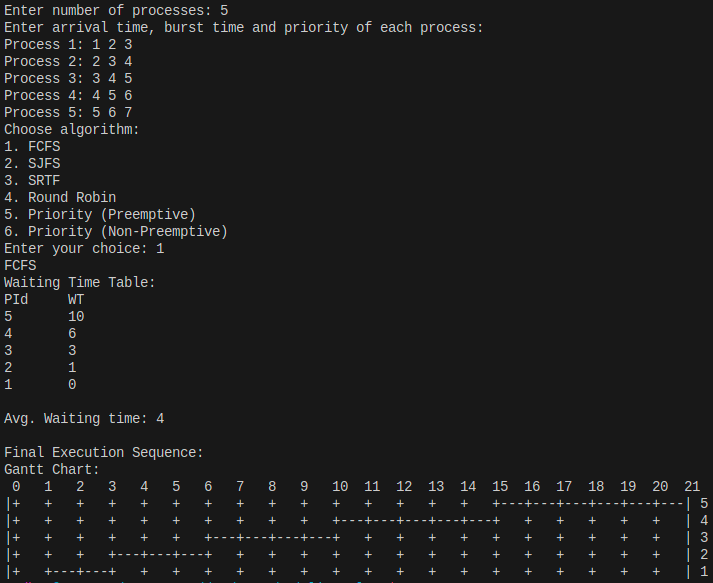 Enter number of processes: 5
Enter arrival time, burst time and priority of each process:
Process 1: 1 2 3
Process 2: 2 3 4
Process 3: 3 4 5
Process 4: 4 5 6
Process 5: 5 6 7
Choose algorithm:
1. FCFS
2. SJFS
3. SRTF
4. Round Robin
5. Priority (Preemptive)
6. Priority (Non-Preemptive)
Enter your choice: 1
FCFS
Waiting Time Table:
PId     WT
5       10
4       6
3       3
2       1
1       0
Avg. Waiting time: 4
Final Execution Sequence:
Gantt Chart:
 0   1   2   3   4   5   6   7   8   9   10  11  12  13  14  15  16  17  18  19  20  21
|+   +   +   +   +   +   +   +   +   +   +   +   +   +   +   +---+---+---+---+---+---| 5
|+   +   +   +   +   +   +   +   +   +   +---+---+---+---+---+   +   +   +   +   +   | 4
|+   +   +   +   +   +   +---+---+---+---+   +   +   +   +   +   +   +   +   +   +   | 3
|+   +   +   +---+---+---+   +   +   +   +   +   +   +   +   +   +   +   +   +   +   | 2
|+   +---+---+   +   +   +   +   +   +   +   +   +   +   +   +   +   +   +   +   +   | 1